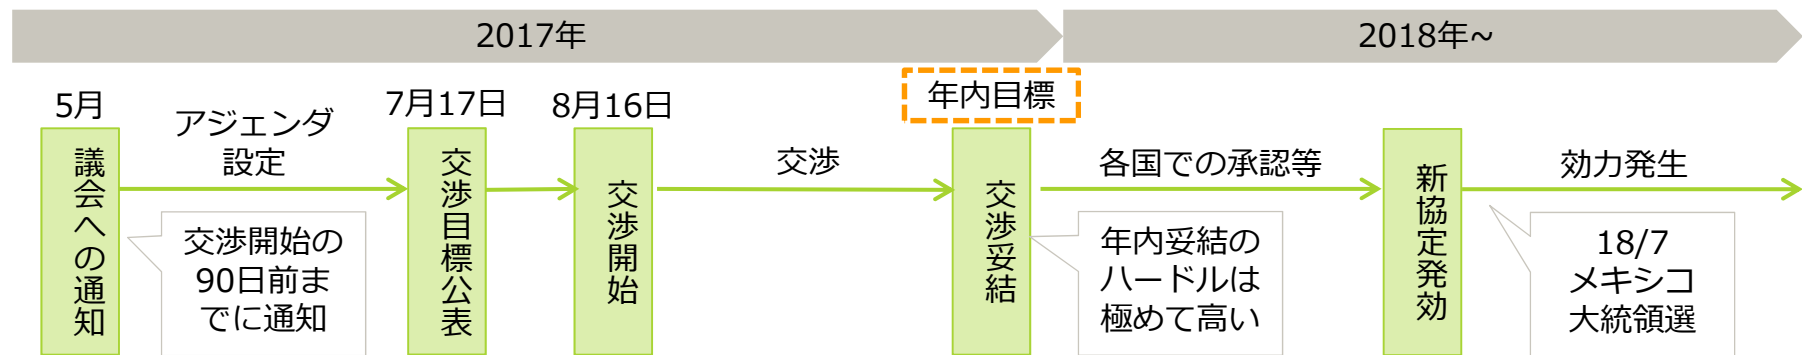 2017年
2018年~
5月
アジェンダ
設定
7月17日
8月16日
交渉
年内目標
各国での承認等
効力発生
議会への通知
交渉開始の
90日前ま
でに通知
交渉目標公表
交渉開始
交渉妥結
年内妥結の
ハードルは
極めて高い
新協定発効
18/7
メキシコ
大統領選